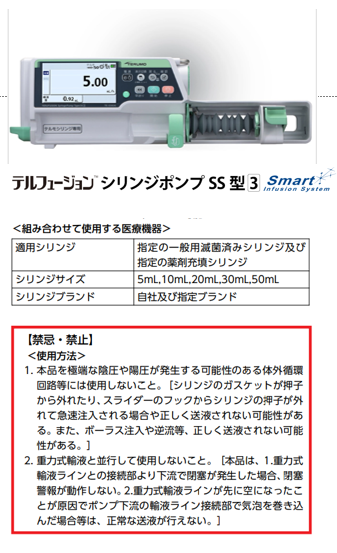 TERUMO
5.00
テルモシリンジ専用
テルフュージョン™ シリンジポンプ SS 型3 Smart
Infusion System
＜組み合わせて使用する医療機器＞
適用シリンジ 指定の一般用滅菌済みシリンジ及び
指定の薬剤充填シリンジ
シリンジサイズ 5mL,10mL,20mL,30mL,50mL
シリンジブランド 自社及び指定ブランド
【禁忌・禁止】
＜使用方法＞
1. 本品を極端な陰圧や陽圧が発生する可能性のある体外循環
回路等には使用しないこと。［シリンジのガスケットが押子
から外れたり、スライダーのフックからシリンジの押子が外
れて急速注入される場合や正しく送液されない可能性があ
る。また、ボーラス注入や逆流等、正しく送液されない可能
性がある。］
2. 重力式輸液と並行して使用しないこと。［本品は、1.重力式
輸液ラインとの接続部より下流で閉塞が発生した場合、閉塞
警報が動作しない。2.重力式輸液ラインが先に空になったこ
とが原因でポンプ下流の輸液ライン接続部で気泡を巻き込
んだ場合等は、正常な送液が行えない。］